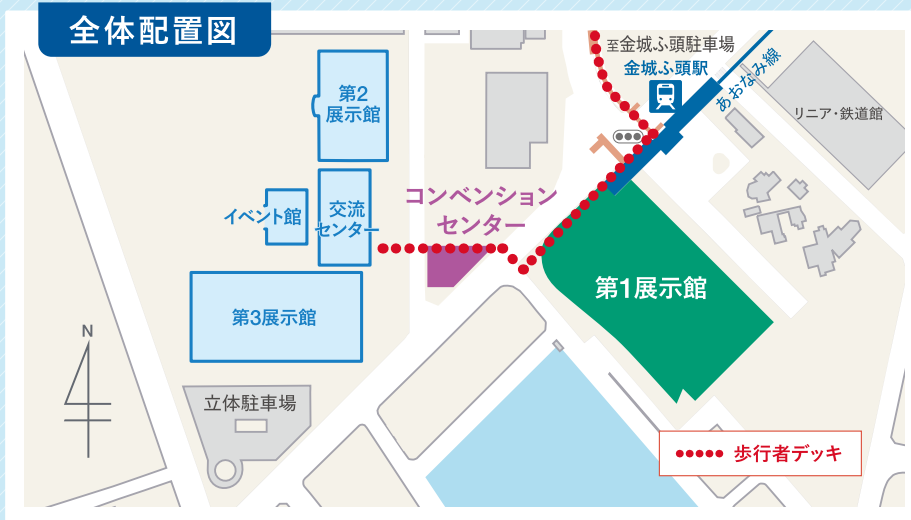 全体配置図
至金城ふ頭駐車場
金城ふ頭駅
あおなみ線
リニア・鉄道館
第2
展示館
コンベンション
センター
イベント館
交流
センター
第1展示館
第3展示館
N
立体駐車場
歩行者デッキ